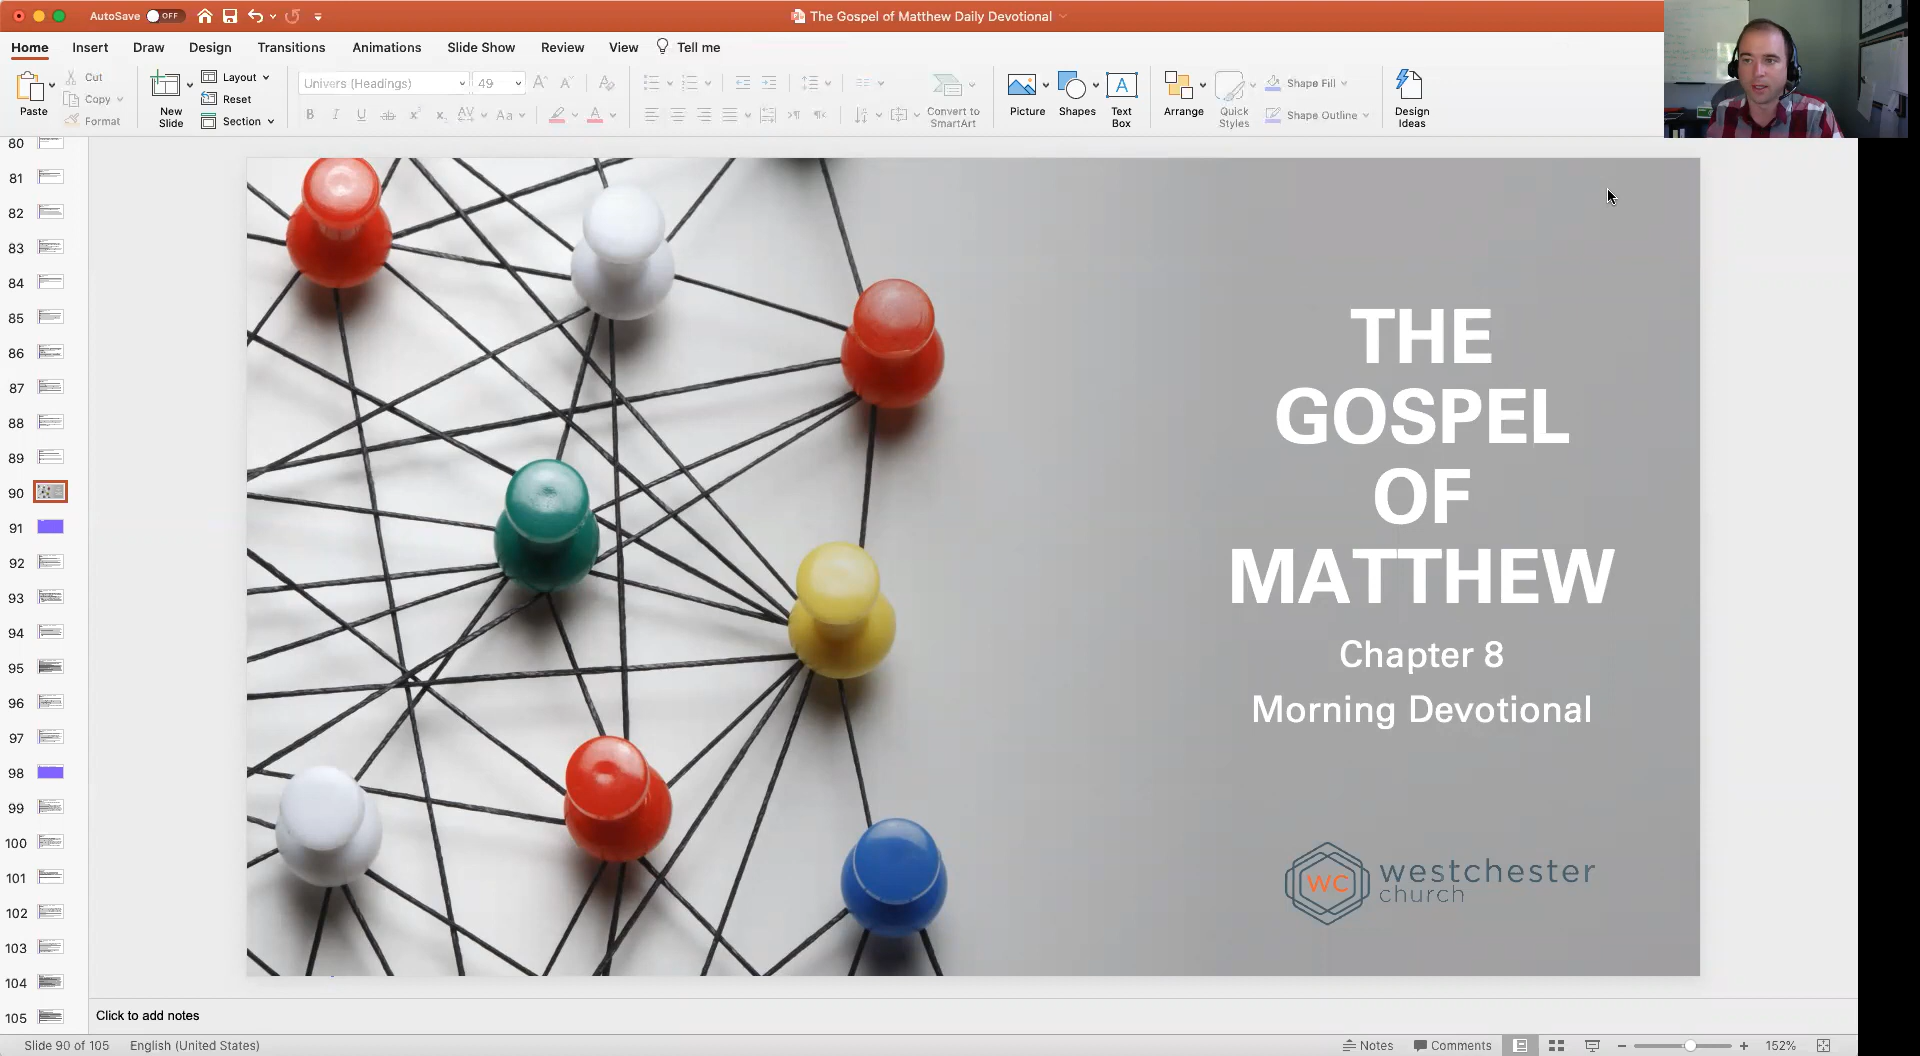 AutoSave OFF
The Gospel of Matthew Daily Devotional
Home Insert Draw Design Transitions Animations Slide Show Review View Tell me
Paste
Cut
Copy
Format
New
Slide
Layout
Reset
Section
Univers (Headings) 49
Convert to
SmartArt
Picture
Shapes
Text
Box
Arrange
Quick
Styles
Shape Fill
Shape Outline
Design
Ideas
80
81
82
83
84
85
86
87
88
89
90
91
92
93
94
95
96
97
98
99
100
101
102
103
104
105
THE
GOSPEL
OF
MATTHEW
Chapter 8
Morning Devotional
WC
westchester
church
Click to add notes
Slide 90 of 105 English (United States) Notes Comments 152%